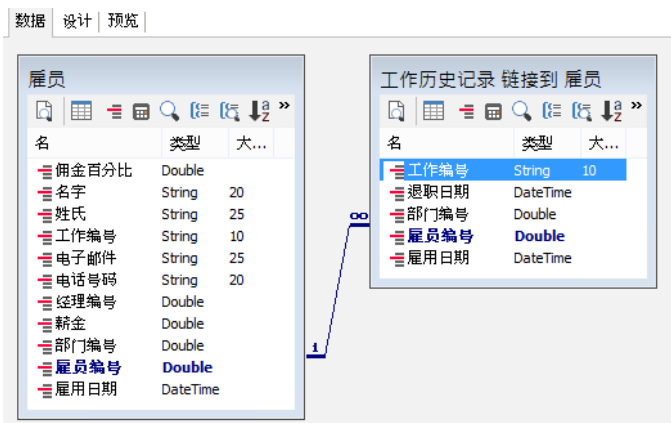 数据 设计 预览
雇员
a z »
名 类型 大...
佣金百分比 Double
名字 String 20
姓氏 String 25
工作编号 String 10
电子邮件 String 25
电话号码 String 20
经理编号 Double
薪金 Double
部门编号 Double
雇员编号 Double
雇用日期 DateTime
1
∞
工作历史记录 链接到 雇员
a z »
名 类型 大...
工作编号 String 10
退职日期 DateTime
部门编号 Double
雇员编号 Double
雇用日期 DateTime